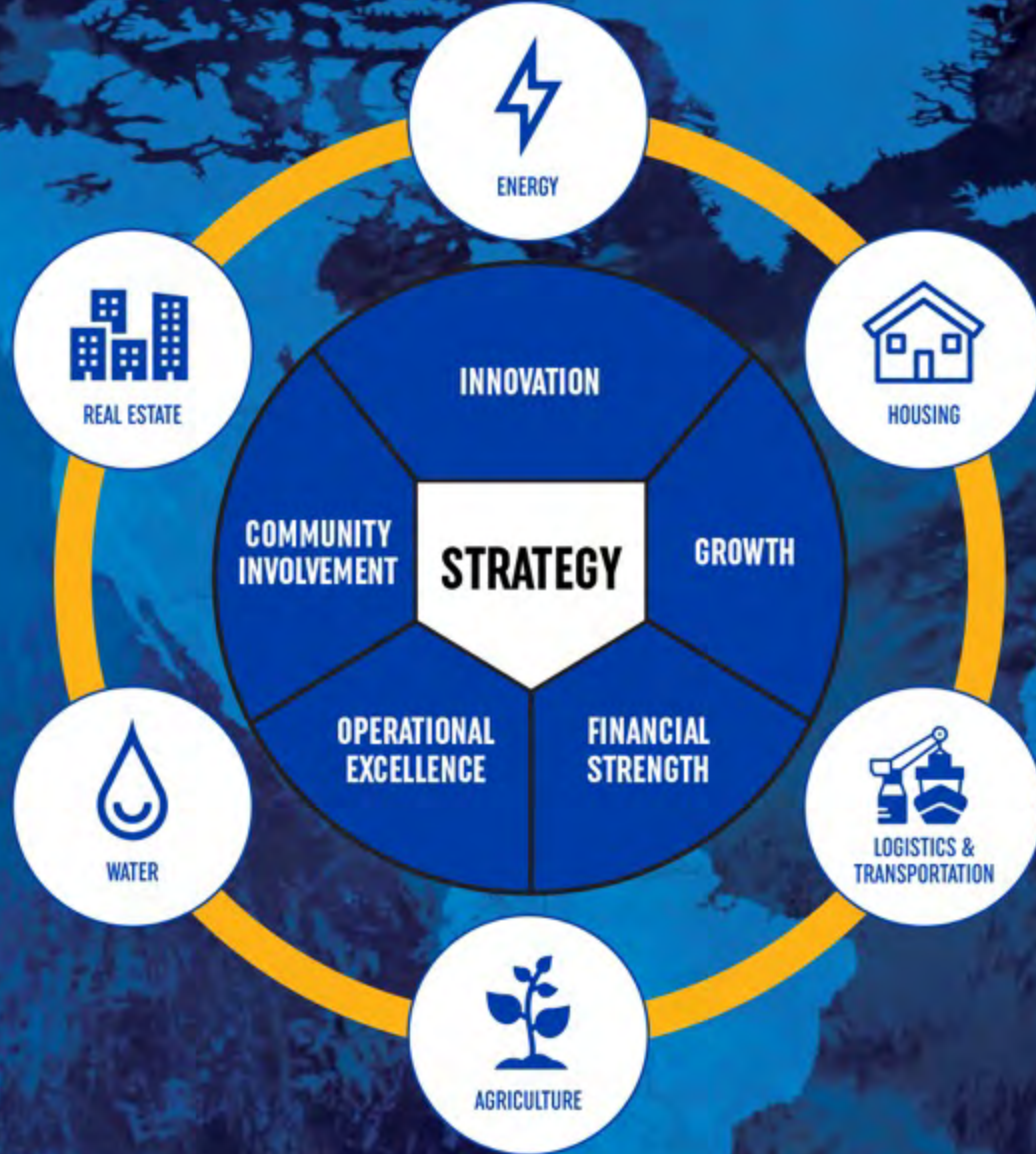 ENERGY
REAL ESTATE
HOUSING
INNOVATION
COMMUNITY
INVOLVEMENT
STRATEGY
GROWTH
OPERATIONAL
EXCELLENCE
FINANCIAL
STRENGTH
WATER
LOGISTICS &
TRANSPORTATION
AGRICULTURE